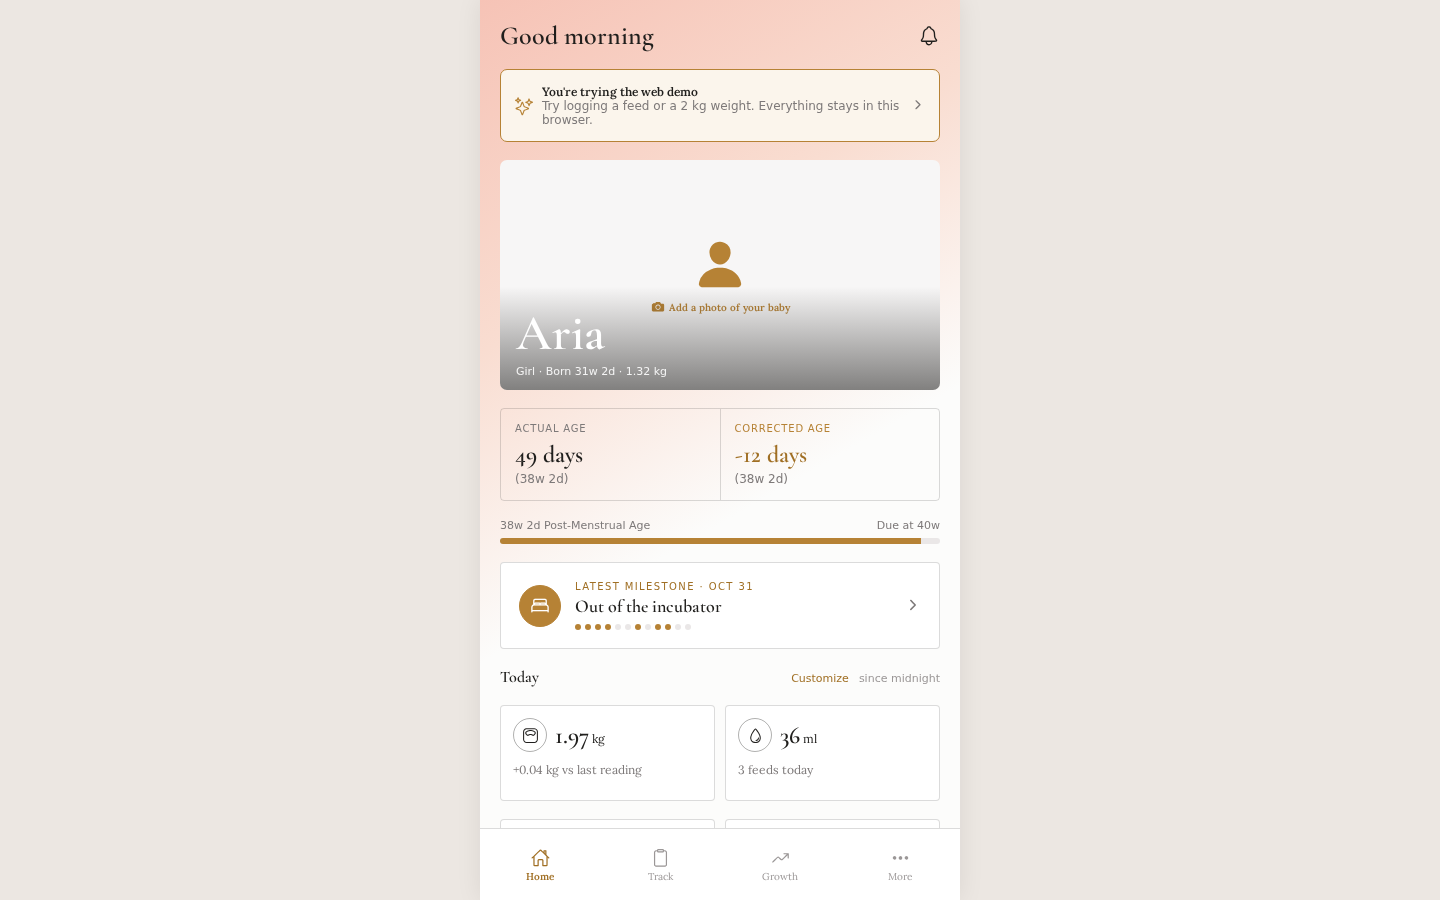 Good morning
You're trying the web demo
Try logging a feed or a 2 kg weight. Everything stays in this
browser.
Add a photo of your baby
Aria
Girl · Born 31w 2d · 1.32 kg
ACTUAL AGE
49 days
(38w 2d)
CORRECTED AGE
-12 days
(38w 2d)
38w 2d Post-Menstrual Age
Due at 40w
LATEST MILESTONE · OCT 31
Out of the incubator
Today
Customize
since midnight
1.97 kg
+0.04 kg vs last reading
36 ml
3 feeds today
Home
Track
Growth
More